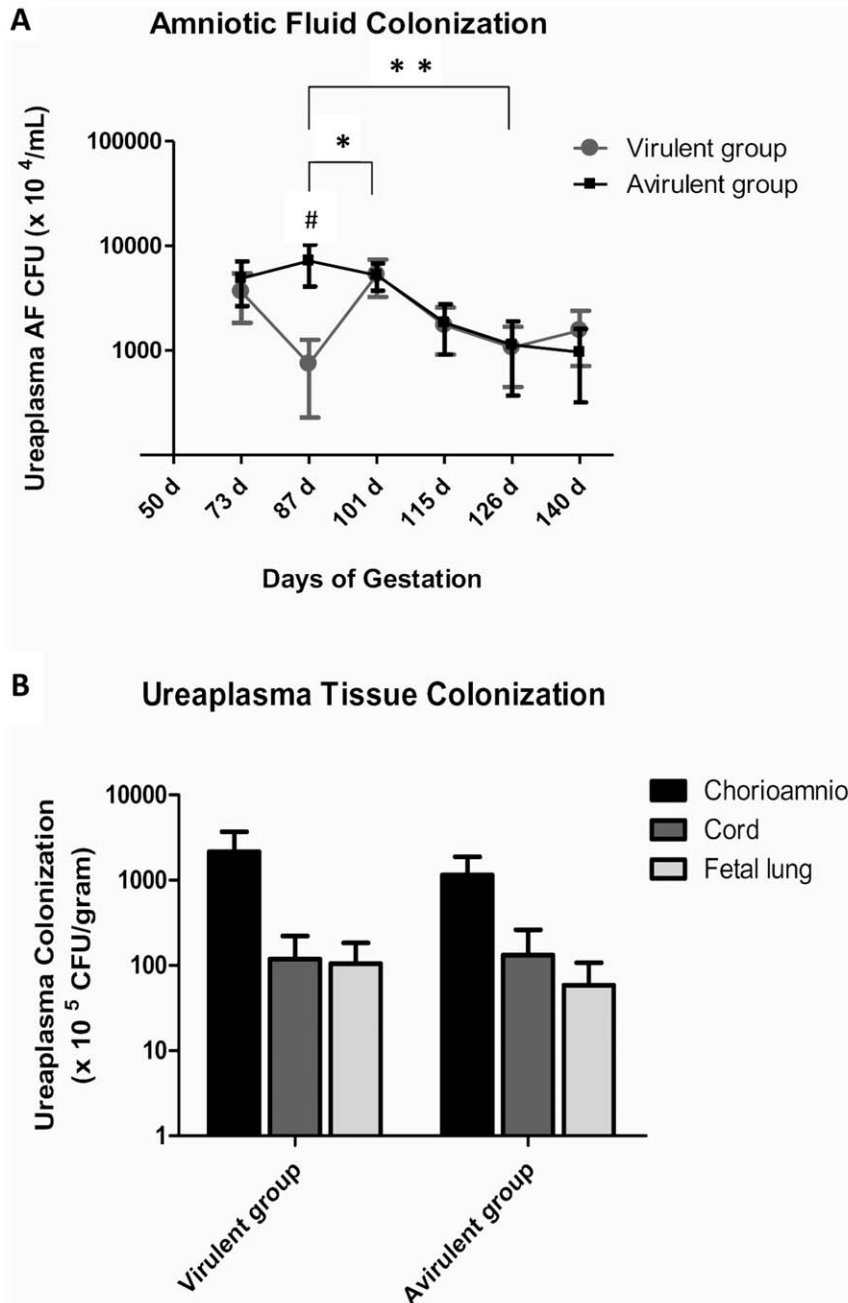 A
Amniotic Fluid Colonization
* *
*
#
Ureaplasma AF CFU (x 10 4/mL)
100000
10000
1000
Virulent group
Avirulent group
50 d
73 d
87 d
101 d
115 d
126 d
140 d
Days of Gestation
B
Ureaplasma Tissue Colonization
Ureaplasma Colonization
(x 10 5 CFU/gram)
10000
1000
100
10
1
Chorioamnio
Cord
Fetal lung
Virulent group
Avirulent group